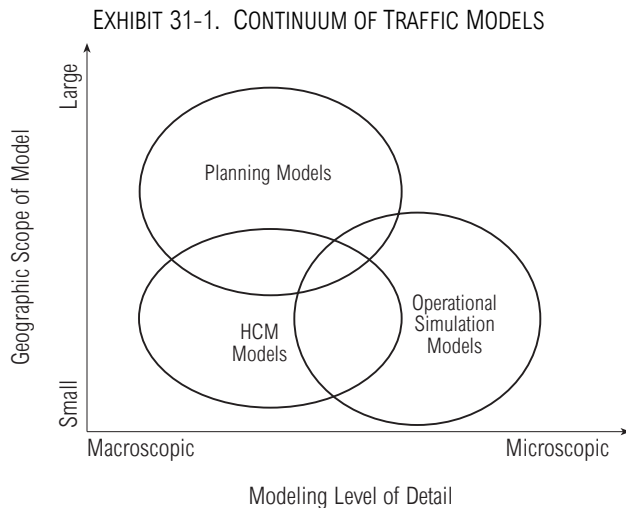 EXHIBIT 31-1. CONTINUUM OF TRAFFIC MODELS
Large
Geographic Scope of Model
Small
Planning Models
HCM
Models
Operational
Simulation
Models
Macroscopic
Microscopic
Modeling Level of Detail